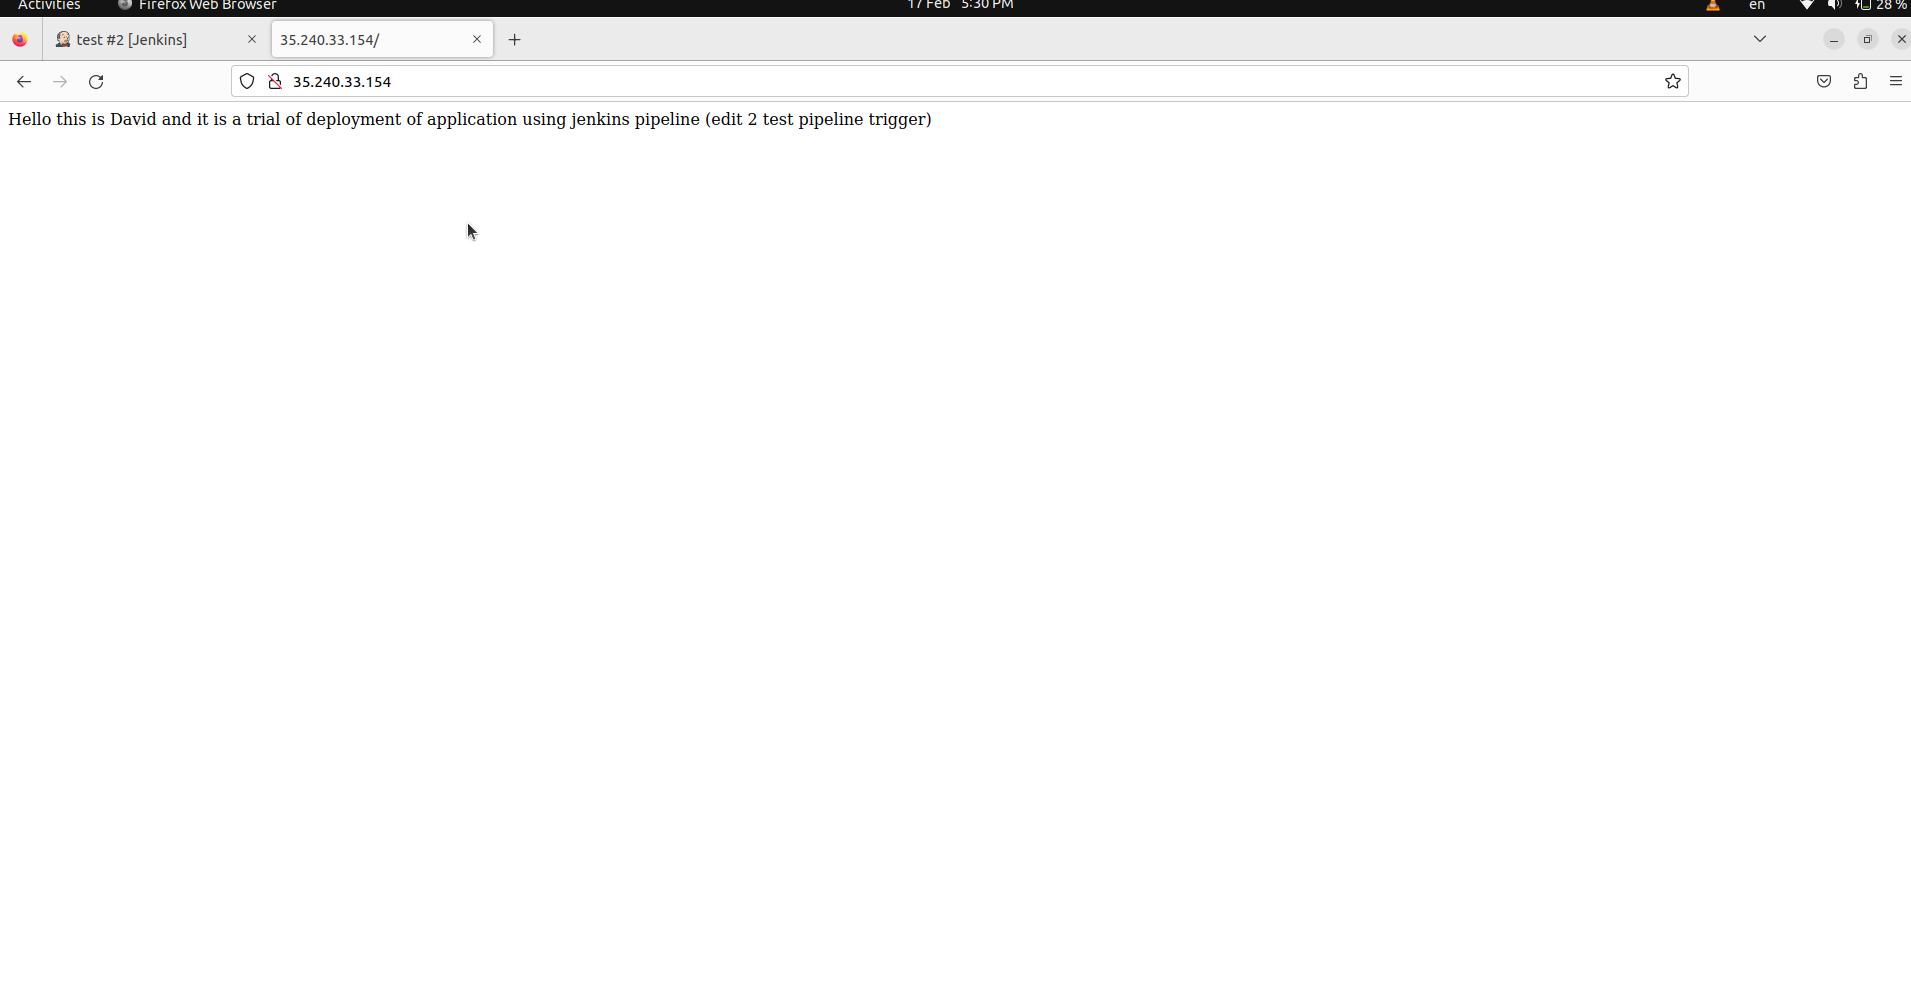 Activities Firefox Web Browser 17 Feb 5:30 PM en 28 %
test #2 [Jenkins] 35.240.33.154/
35.240.33.154
Hello this is David and it is a trial of deployment of application using jenkins pipeline (edit 2 test pipeline trigger)